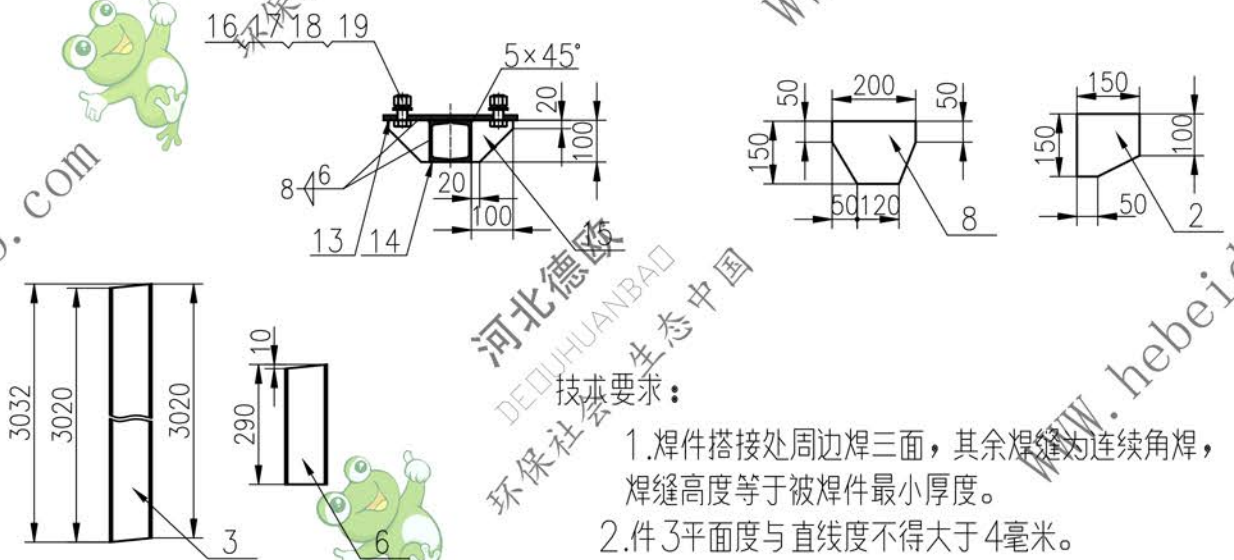 16 17 18 19
5×45°
20
100
8 6
20
100
13 14 15
50 200 50
150
50 120
8
150
150 100
50
2
3032
3020
3020
3
10
290
6
技术要求：
1.焊件搭接处周边焊三面，其余焊缝为连续角焊，
焊缝高度等于被焊件最小厚度。
2.件3平面度与直线度不得大于4毫米。
河北德欧
DEOUHUANBAO
环保社会 生态中国
环保
.com
www.hebeid